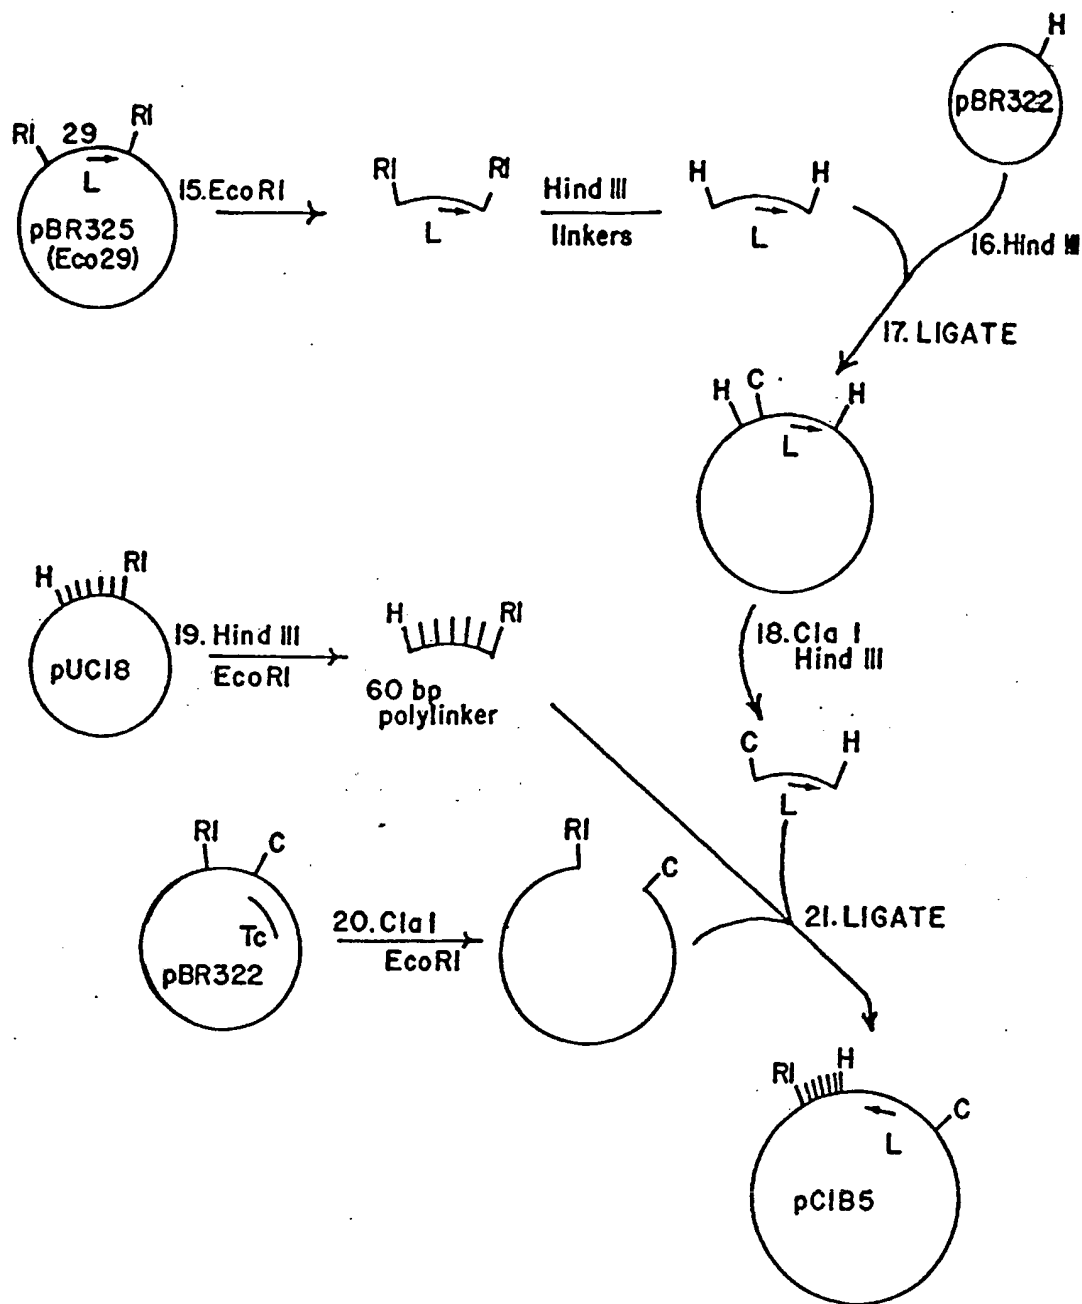 H
pBR322
RI 29 RI
L
pBR325
(Eco29)
15.EcoRI
RI RI
L
Hind III
linkers
H H
L
16.Hind III
17.LIGATE
H C H
L
H RI
pUC18
19. Hind III
EcoRI
H RI
60 bp
polylinker
18.Cla I
Hind III
C H
L
RI C
Tc
pBR322
20.Cla I
EcoRI
RI
C
21.LIGATE
RI H
C
L
pCIB5